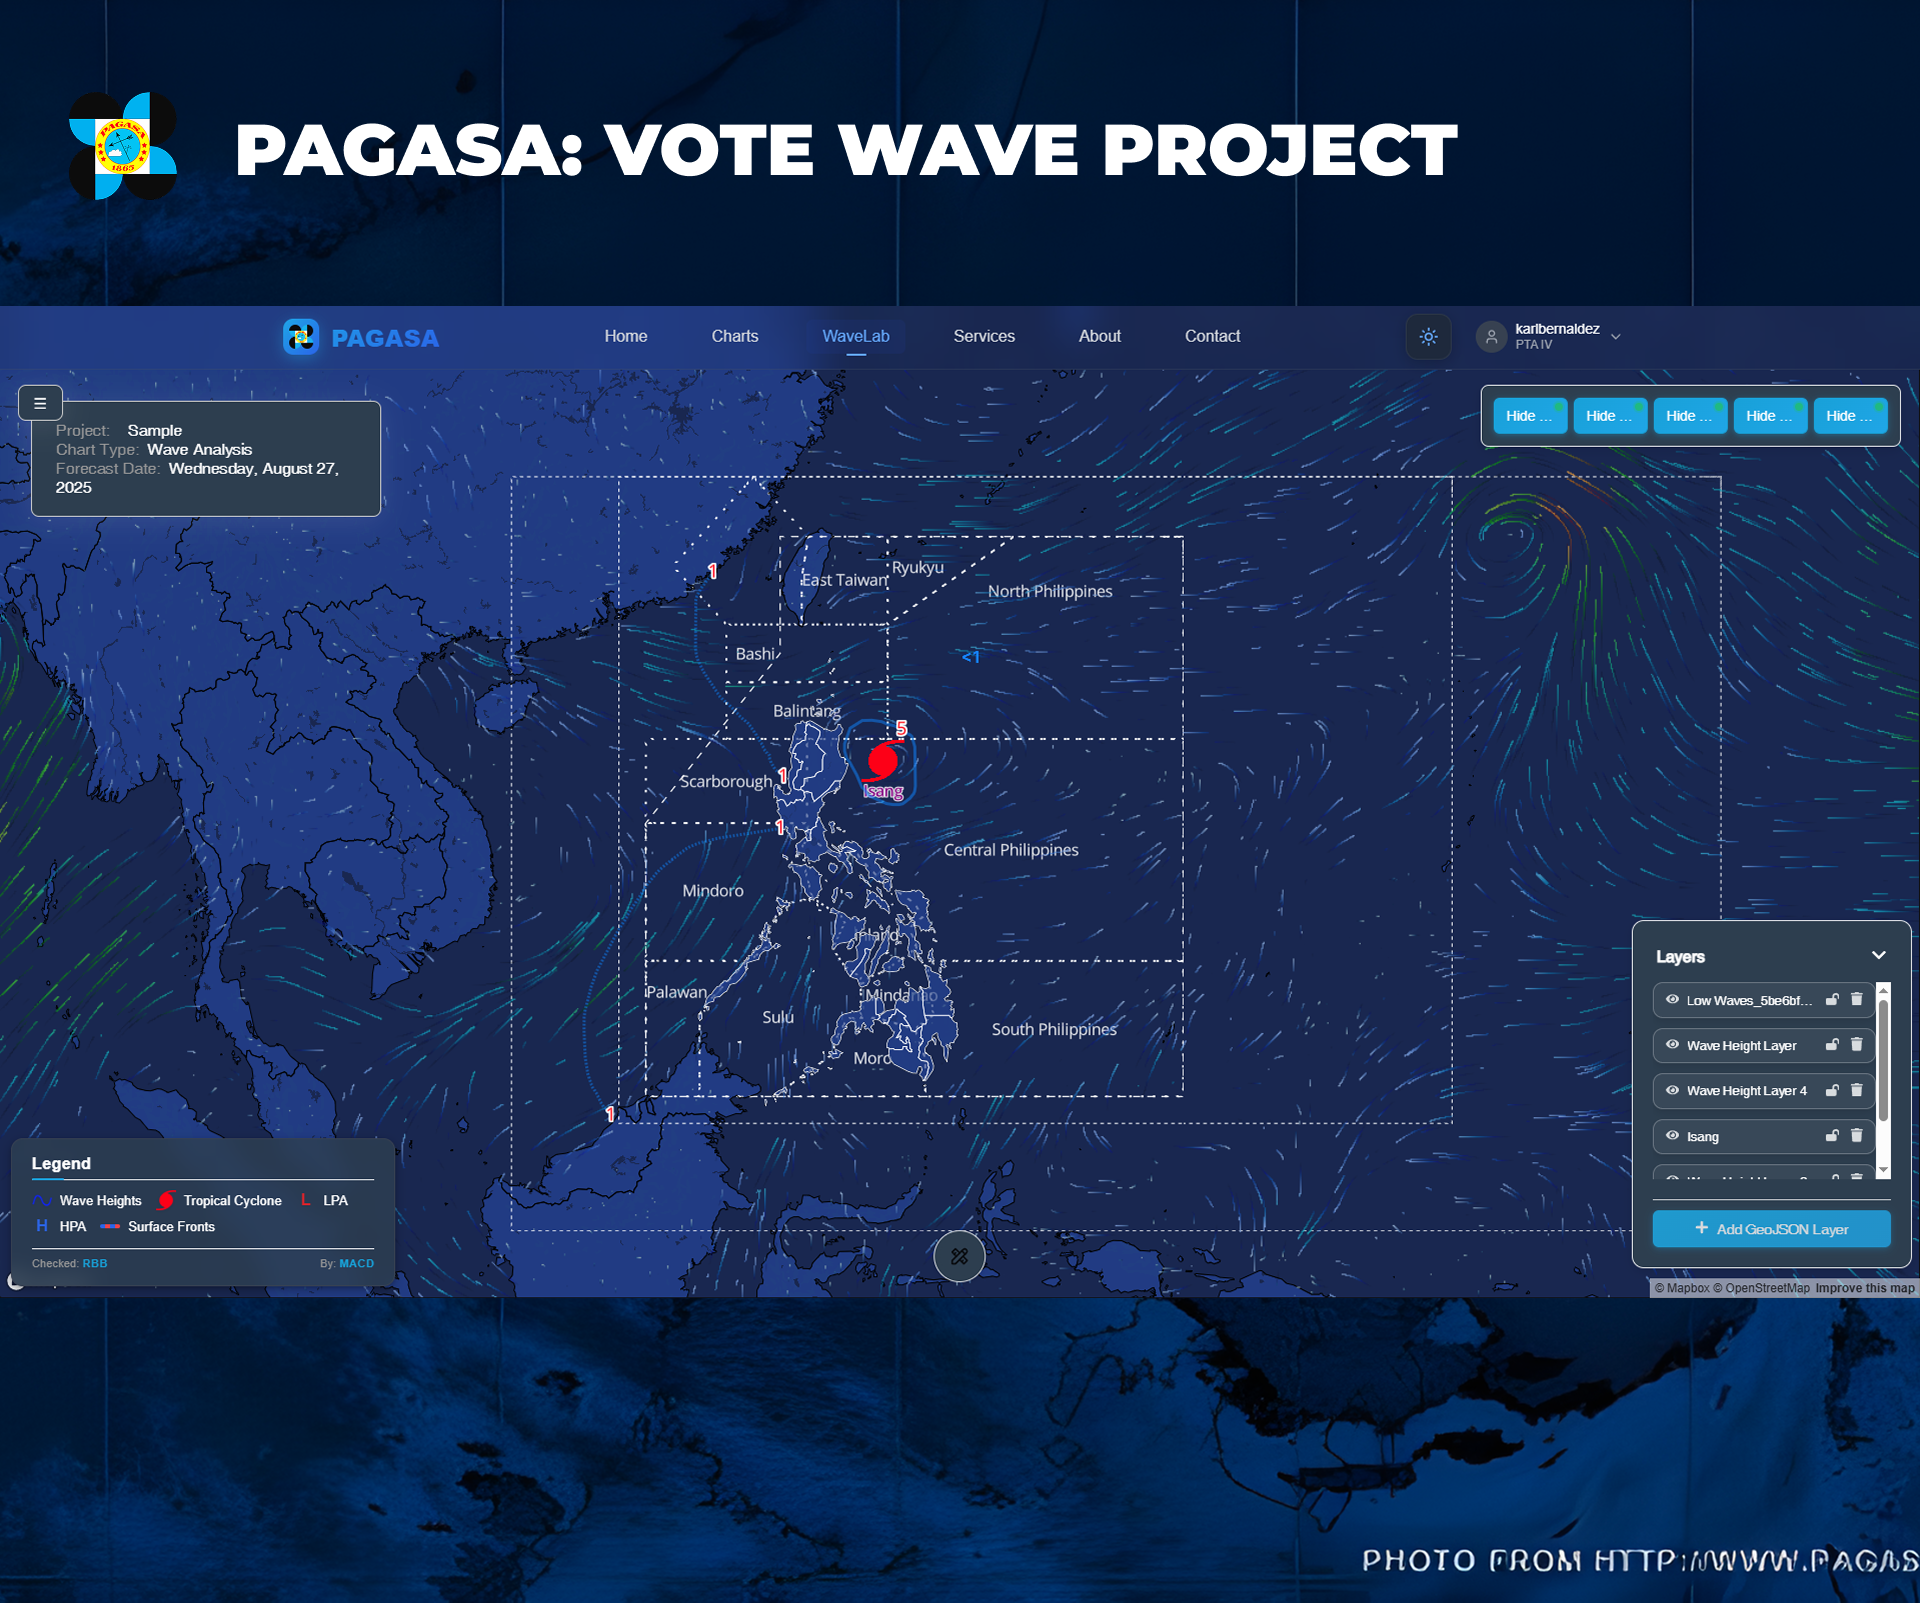 PAGASA
1865
PAGASA: VOTE WAVE PROJECT
PAGASA
Home
Charts
WaveLab
Services
About
Contact
karlbernaldez
PTA IV
☰
Project: Sample
Chart Type: Wave Analysis
Forecast Date: Wednesday, August 27,
2025
Hide ...
Hide ...
Hide ...
Hide ...
Hide ...
1
East Taiwan
Ryukyu
North Philippines
Bashi
<1
Balintang
5
Scarborough
1
Isang
1
Central Philippines
Mindoro
Inland
Palawan
Mindanao
Sulu
South Philippines
Moro
1
Layers
Low Waves_5be6bf...
Wave Height Layer
Wave Height Layer 4
Isang
+ Add GeoJSON Layer
Legend
Wave Heights
Tropical Cyclone
L LPA
H HPA
Surface Fronts
Checked: RBB
By: MACD
© Mapbox © OpenStreetMap Improve this map
PHOTO FROM HTTP://WWW.PAGAS